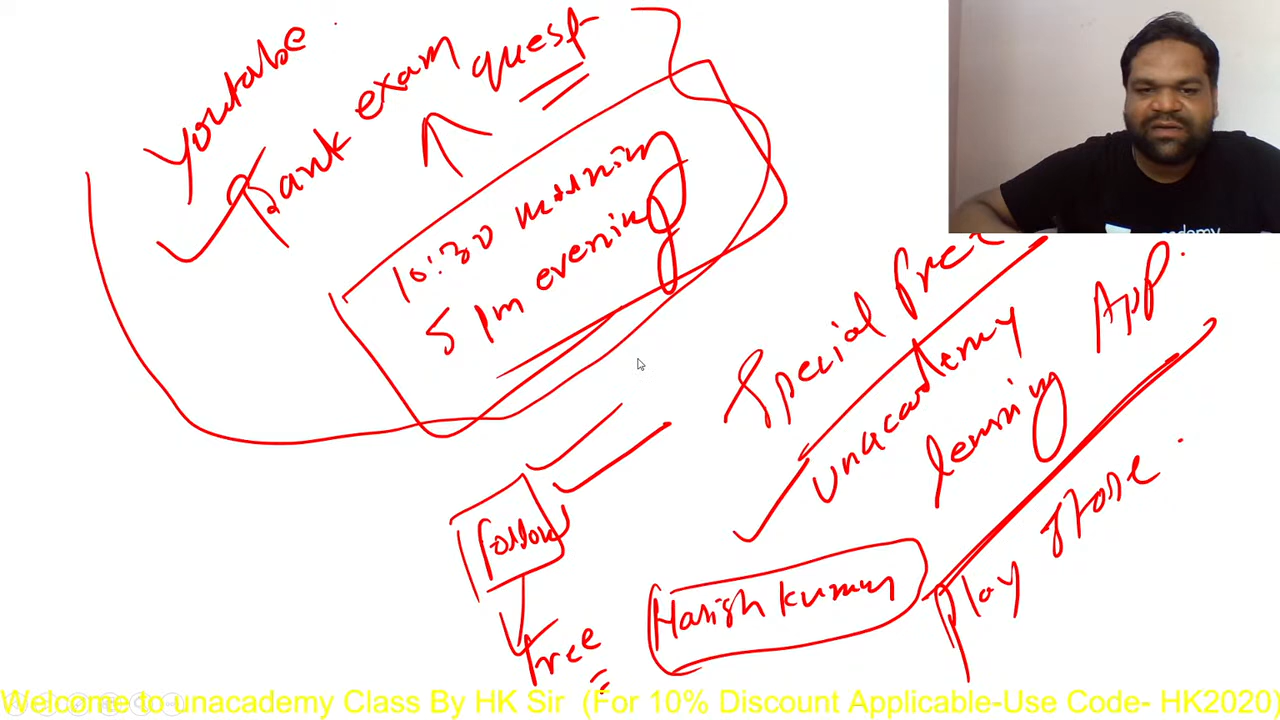 Youtube
Bank exam quest
10:30 morning
5 pm evening
Special free
unacademy
learning App.
play store.
follow
free
Harish kumar
Welcome to unacademy Class By HK Sir (For 10% Discount Applicable-Use Code- HK2020)